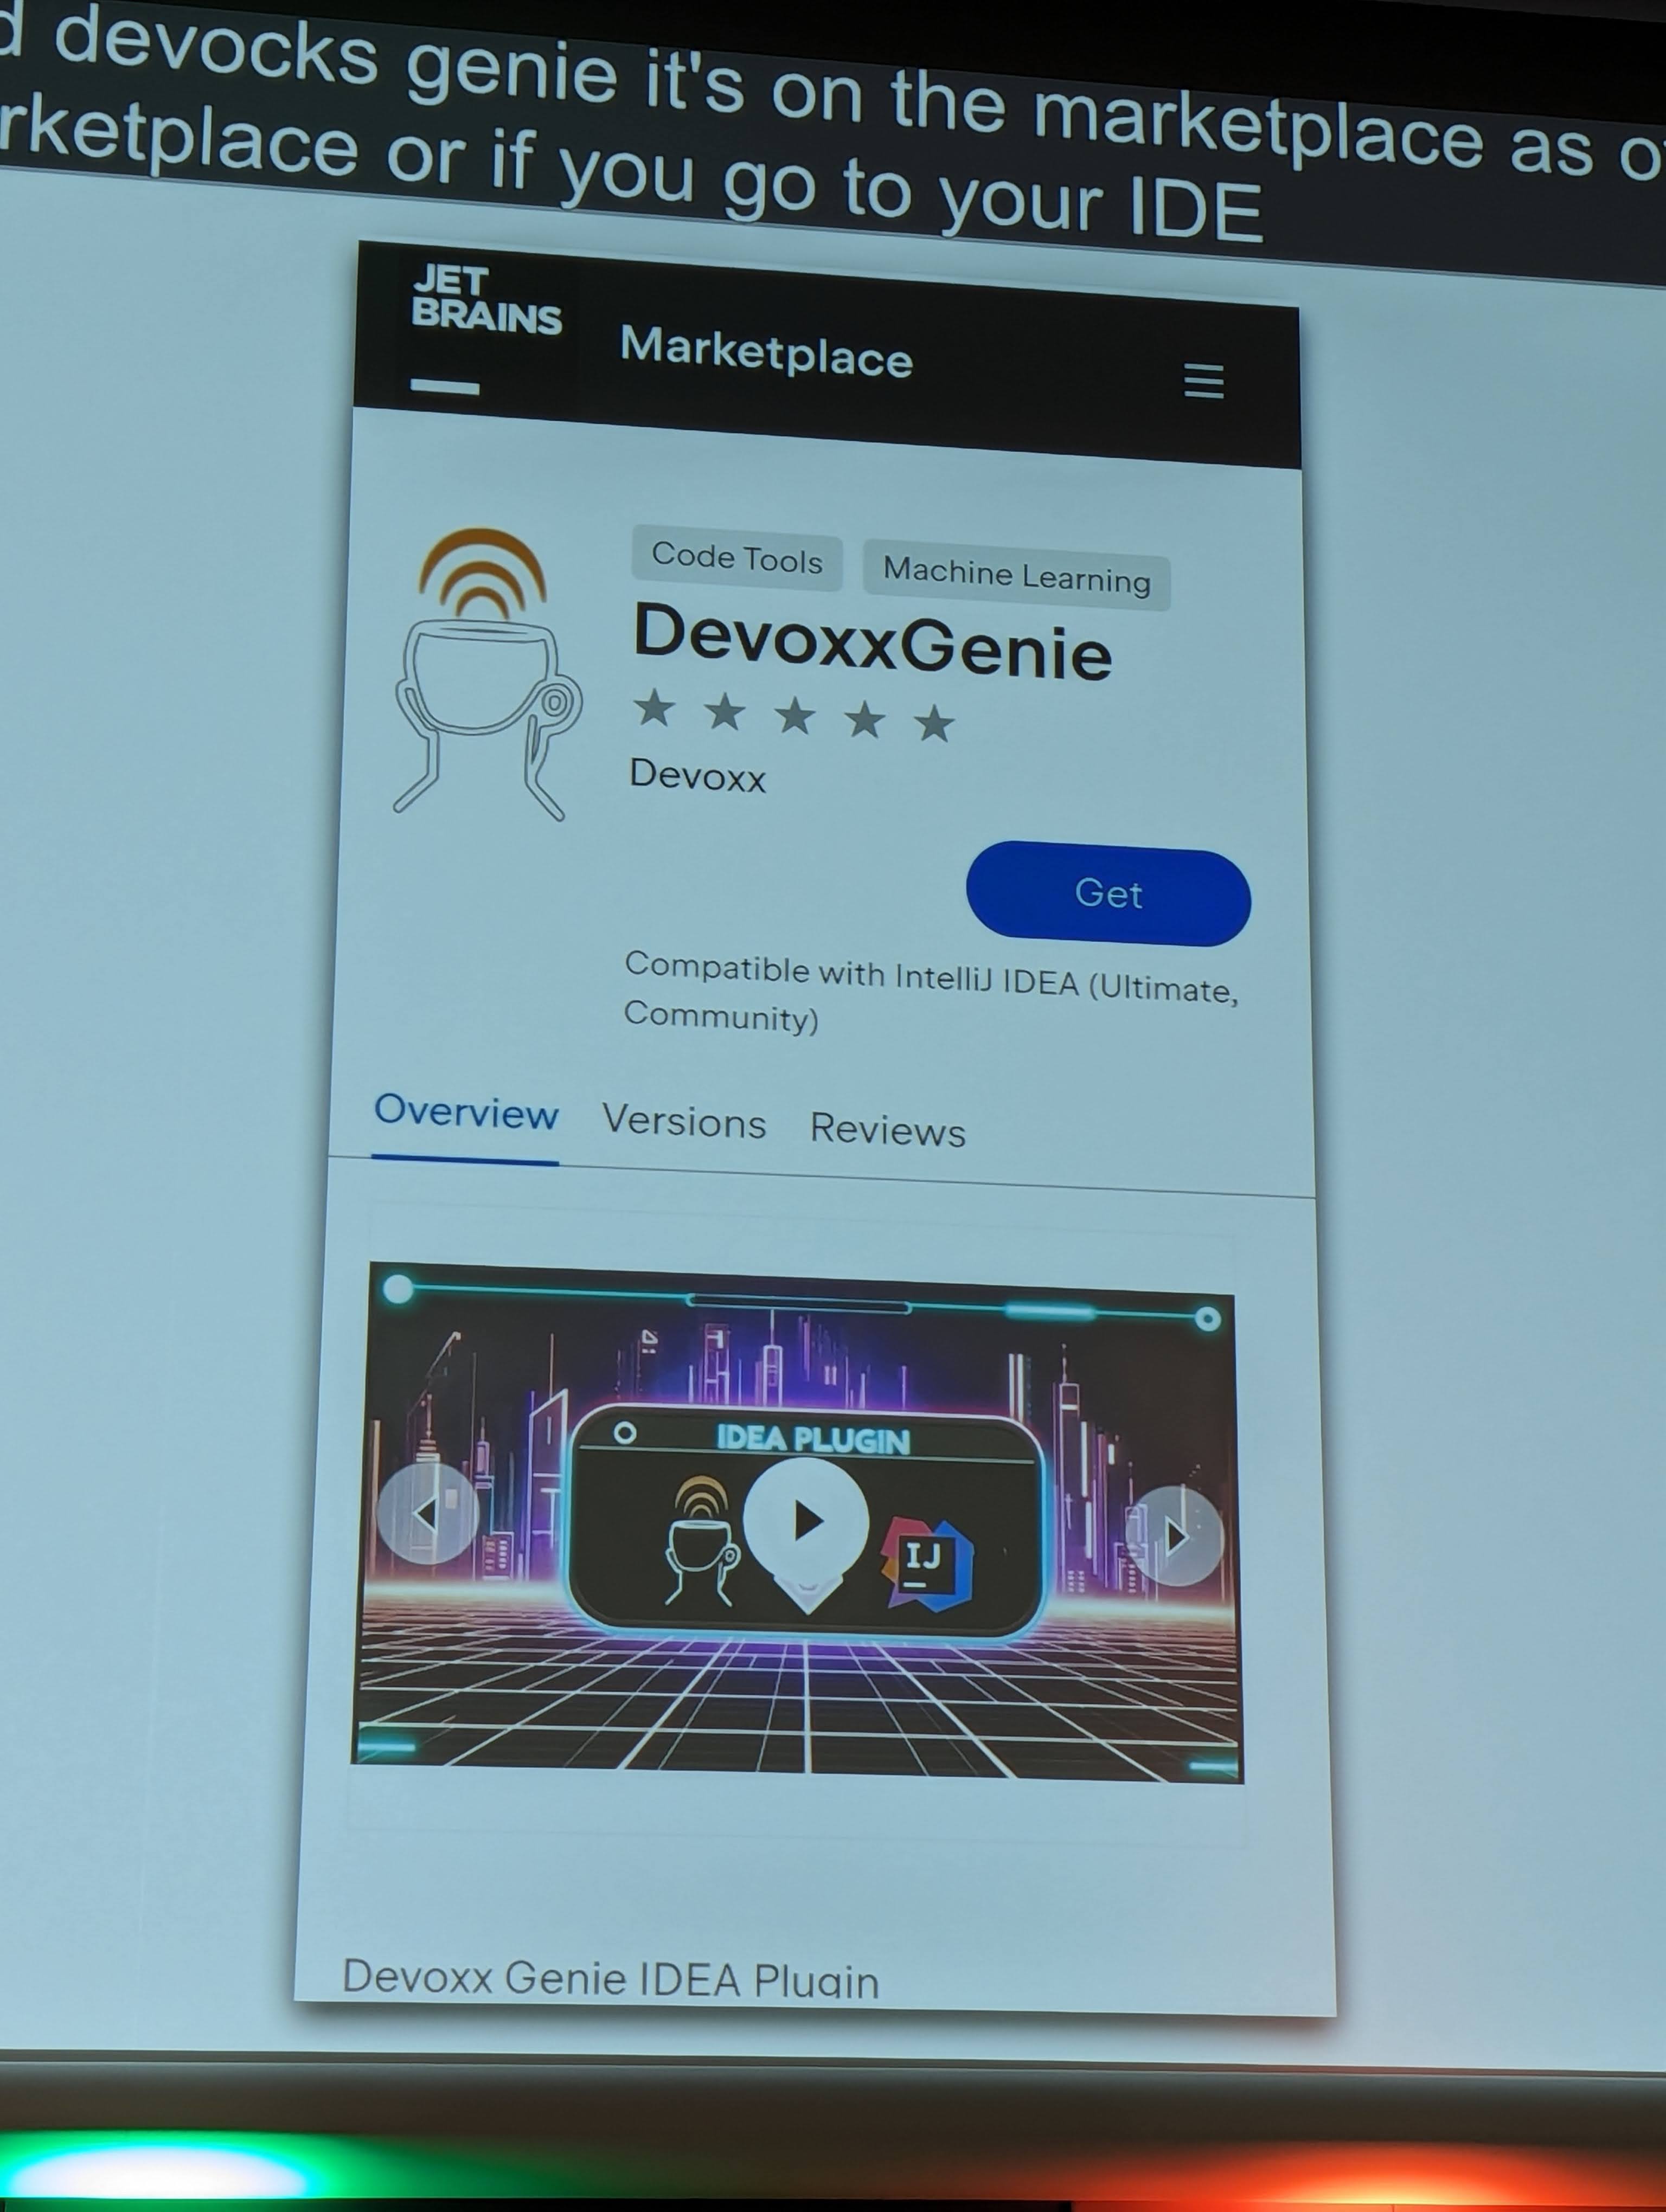 devocks genie it's on the marketplace as
or if you go to your IDE
JET
BRAINS
Marketplace
Code Tools Machine Learning
DevoxxGenie
Devoxx
Get
Compatible with IntelliJ IDEA (Ultimate,
Community)
Overview Versions Reviews
IDEA PLUGIN
IJ
Devoxx Genie IDEA Plugin